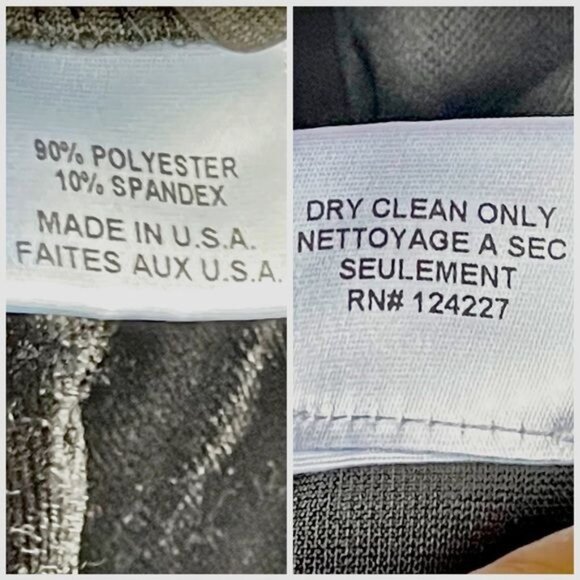 90% POLYESTER
10% SPANDEX
MADE IN U.S.A.
FAITES AUX U.S.A.
DRY CLEAN ONLY
NETTOYAGE A SEC
SEULEMENT
RN# 124227